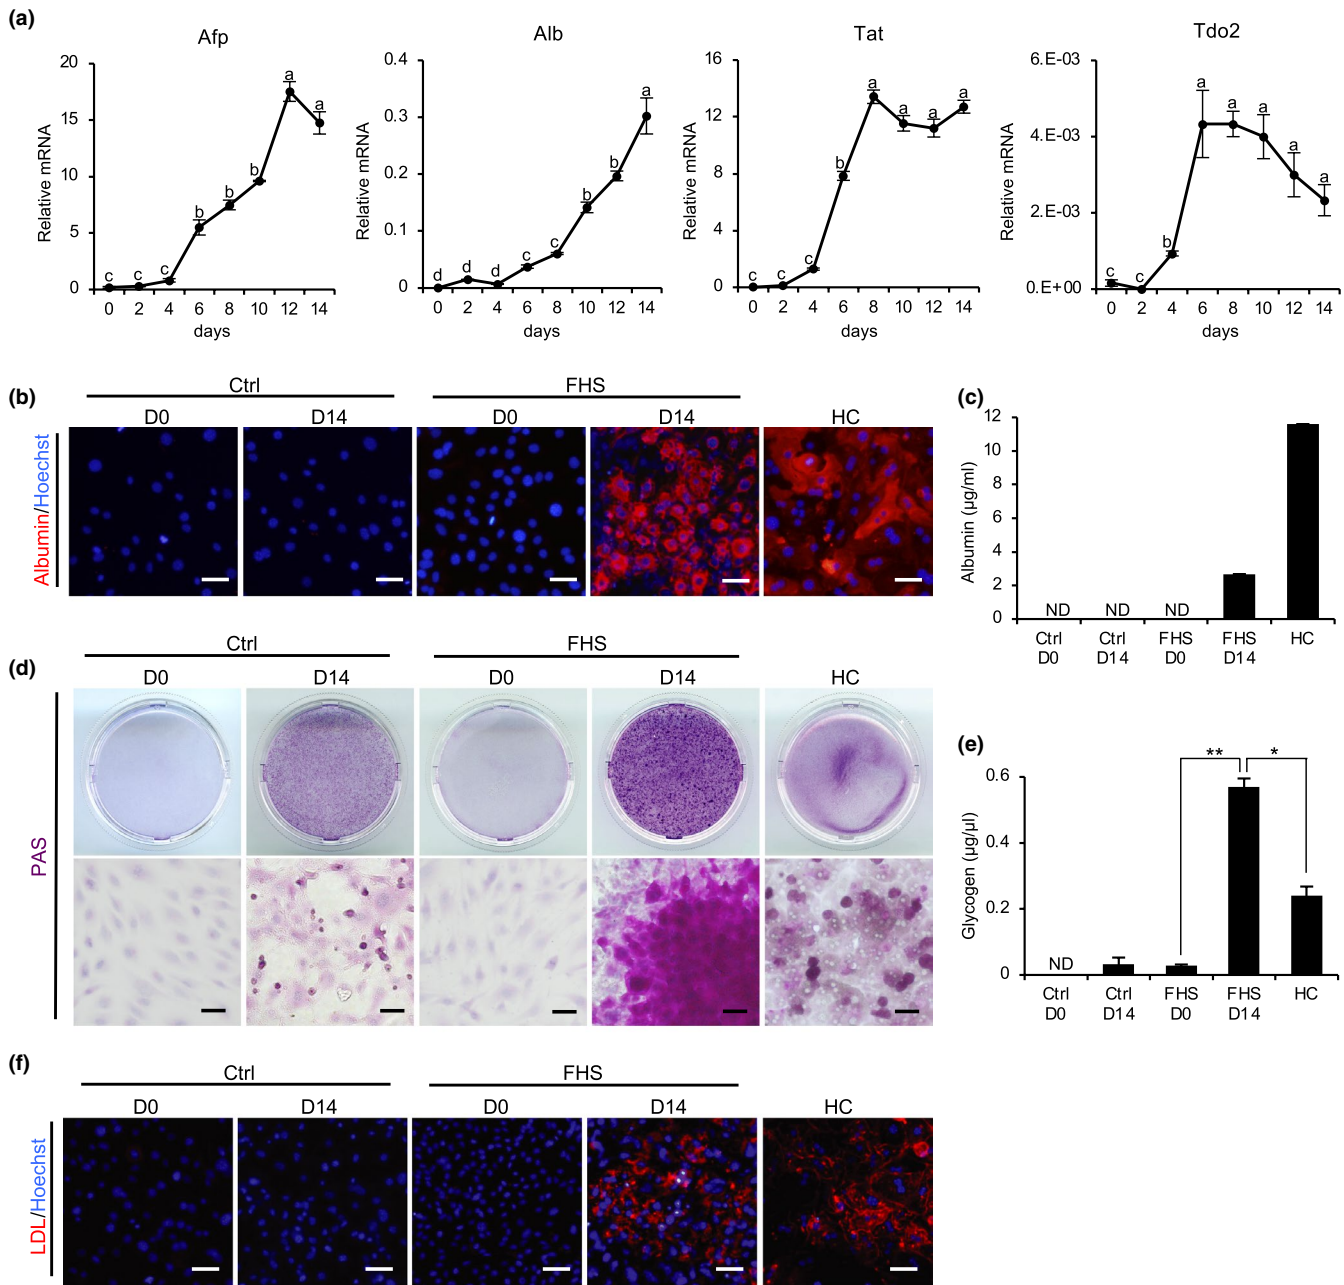 (a)
Afp
Relative mRNA
20
15
10
5
0
c c c b b b a a
0 2 4 6 8 10 12 14
days
Alb
Relative mRNA
0.4
0.3
0.2
0.1
0
d d d c c b b a
0 2 4 6 8 10 12 14
days
Tat
Relative mRNA
16
12
8
4
0
c c c b a a a a
0 2 4 6 8 10 12 14
days
Tdo2
Relative mRNA
6.E-03
4.E-03
2.E-03
0.E+00
c c b a a a a a
0 2 4 6 8 10 12 14
days
(b)
Ctrl FHS
D0 D14 D0 D14 HC
Albumin/Hoechst
(c)
Albumin (µg/ml)
12
10
8
6
4
2
0
ND ND ND
Ctrl Ctrl FHS FHS HC
D0 D14 D0 D14
(d)
Ctrl FHS
D0 D14 D0 D14 HC
PAS
(e)
Glycogen (µg/µl)
0.6
0.4
0.2
0
** *
ND
Ctrl Ctrl FHS FHS HC
D0 D14 D0 D14
(f)
Ctrl FHS
D0 D14 D0 D14 HC
LDL/Hoechst